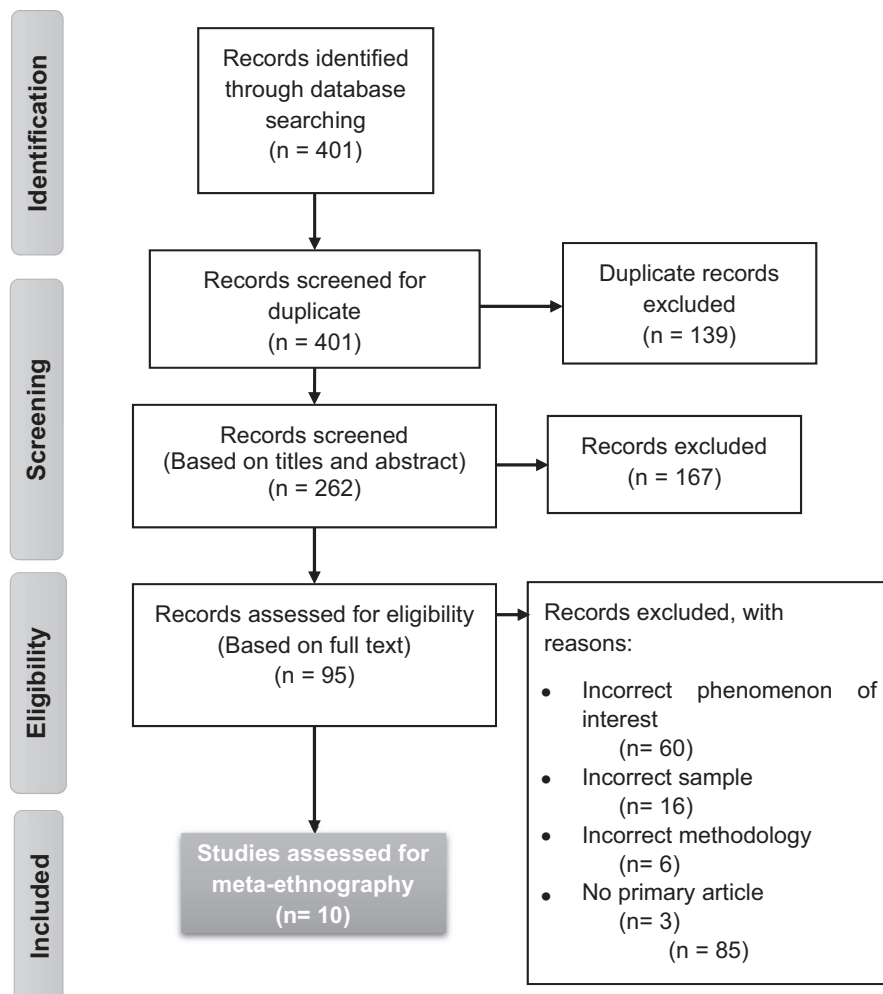 Identification
Records identified
through database
searching
(n = 401)
Records screened for
duplicate
(n = 401)
Duplicate records
excluded
(n = 139)
Screening
Records screened
(Based on titles and abstract)
(n = 262)
Records excluded
(n = 167)
Eligibility
Records assessed for eligibility
(Based on full text)
(n = 95)
Records excluded, with
reasons:
• Incorrect phenomenon of
interest
(n= 60)
• Incorrect sample
(n= 16)
• Incorrect methodology
(n= 6)
• No primary article
(n= 3)
(n = 85)
Included
Studies assessed for
meta-ethnography
(n= 10)